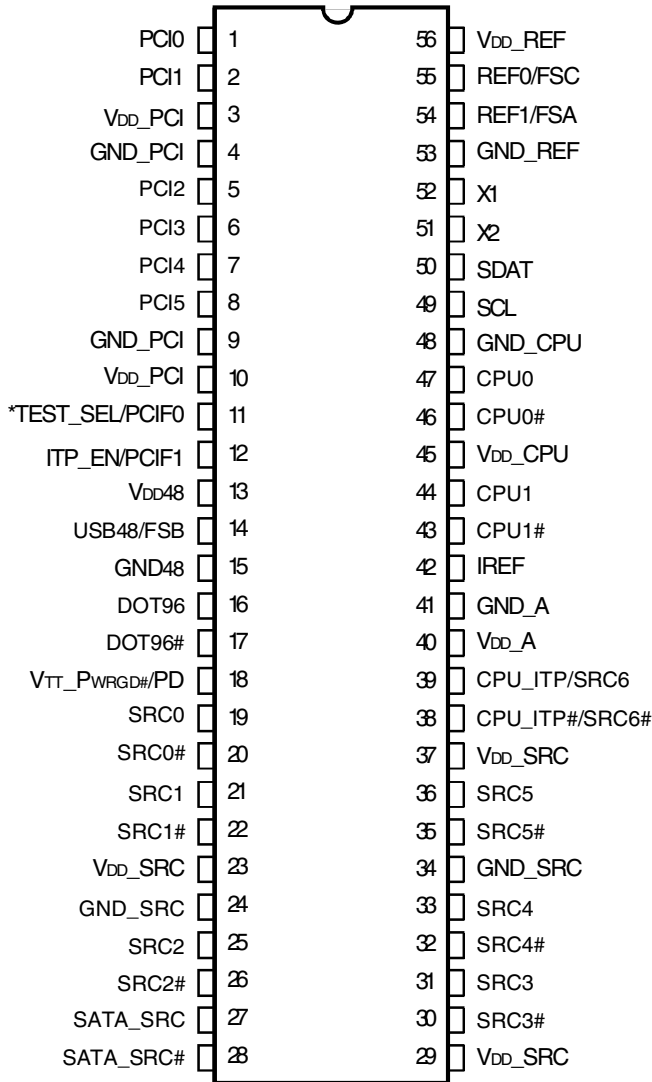 PCI0 1 56 VDD_REF
PCI1 2 55 REF0/FSC
VDD_PCI 3 54 REF1/FSA
GND_PCI 4 53 GND_REF
PCI2 5 52 X1
PCI3 6 51 X2
PCI4 7 50 SDAT
PCI5 8 49 SCL
GND_PCI 9 48 GND_CPU
VDD_PCI 10 47 CPU0
*TEST_SEL/PCIF0 11 46 CPU0#
ITP_EN/PCIF1 12 45 VDD_CPU
VDD48 13 44 CPU1
USB48/FSB 14 43 CPU1#
GND48 15 42 IREF
DOT96 16 41 GND_A
DOT96# 17 40 VDD_A
VTT_PWRGD#/PD 18 39 CPU_ITP/SRC6
SRC0 19 38 CPU_ITP#/SRC6#
SRC0# 20 37 VDD_SRC
SRC1 21 36 SRC5
SRC1# 22 35 SRC5#
VDD_SRC 23 34 GND_SRC
GND_SRC 24 33 SRC4
SRC2 25 32 SRC4#
SRC2# 26 31 SRC3
SATA_SRC 27 30 SRC3#
SATA_SRC# 28 29 VDD_SRC